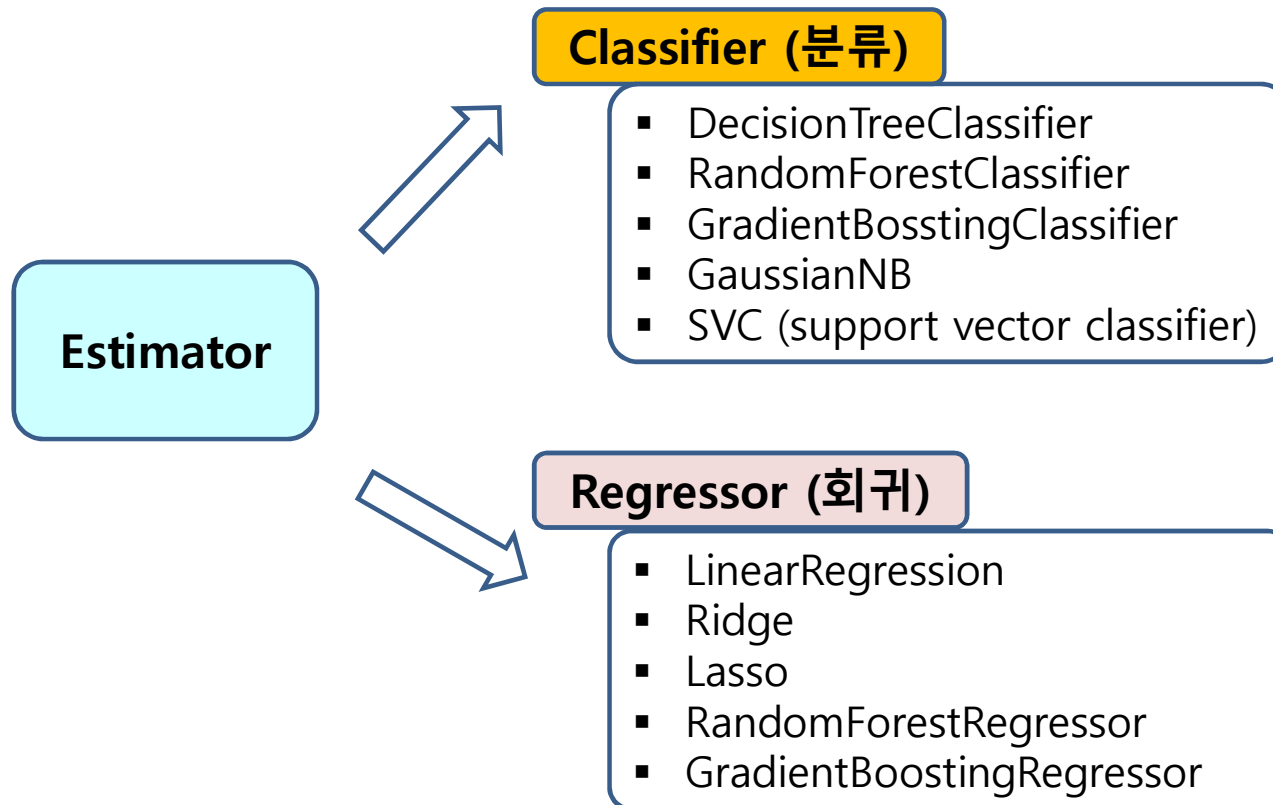 Classifier (분류)
▪ DecisionTreeClassifier
▪ RandomForestClassifier
▪ GradientBosstingClassifier
▪ GaussianNB
▪ SVC (support vector classifier)
Estimator
Regressor (회귀)
▪ LinearRegression
▪ Ridge
▪ Lasso
▪ RandomForestRegressor
▪ GradientBoostingRegressor